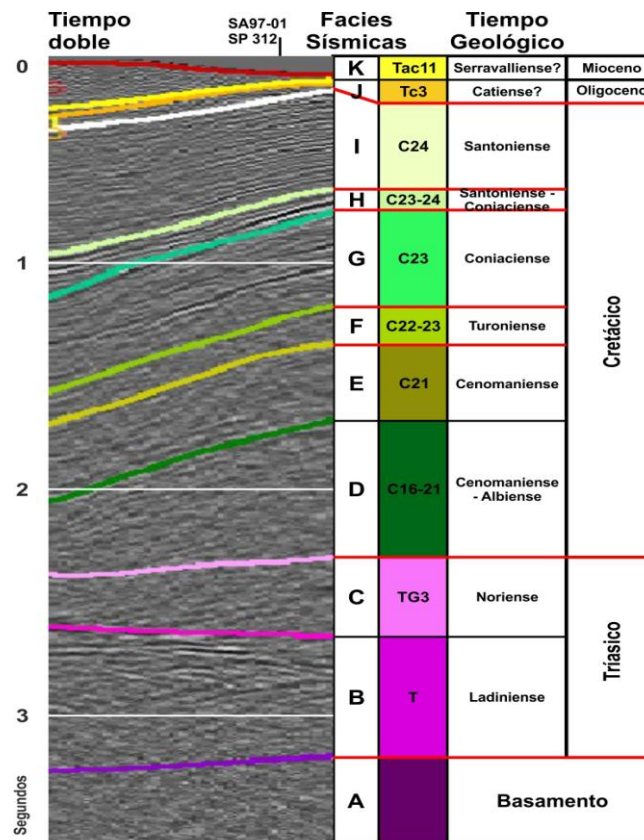 Tiempo doble
SA97-01
SP 312
Facies Sísmicas
Tiempo Geológico
0
1
2
3
Segundos
K Tac11 Serravalliense? Mioceno
J Tc3 Catiense? Oligoceno
I C24 Santoniense
H C23-24 Santoniense - Coniaciense
G C23 Coniaciense
F C22-23 Turoniense
E C21 Cenomaniense
D C16-21 Cenomaniense - Albiense
Cretácico
C TG3 Noriense
B T Ladiniense
Tríasico
A Basamento